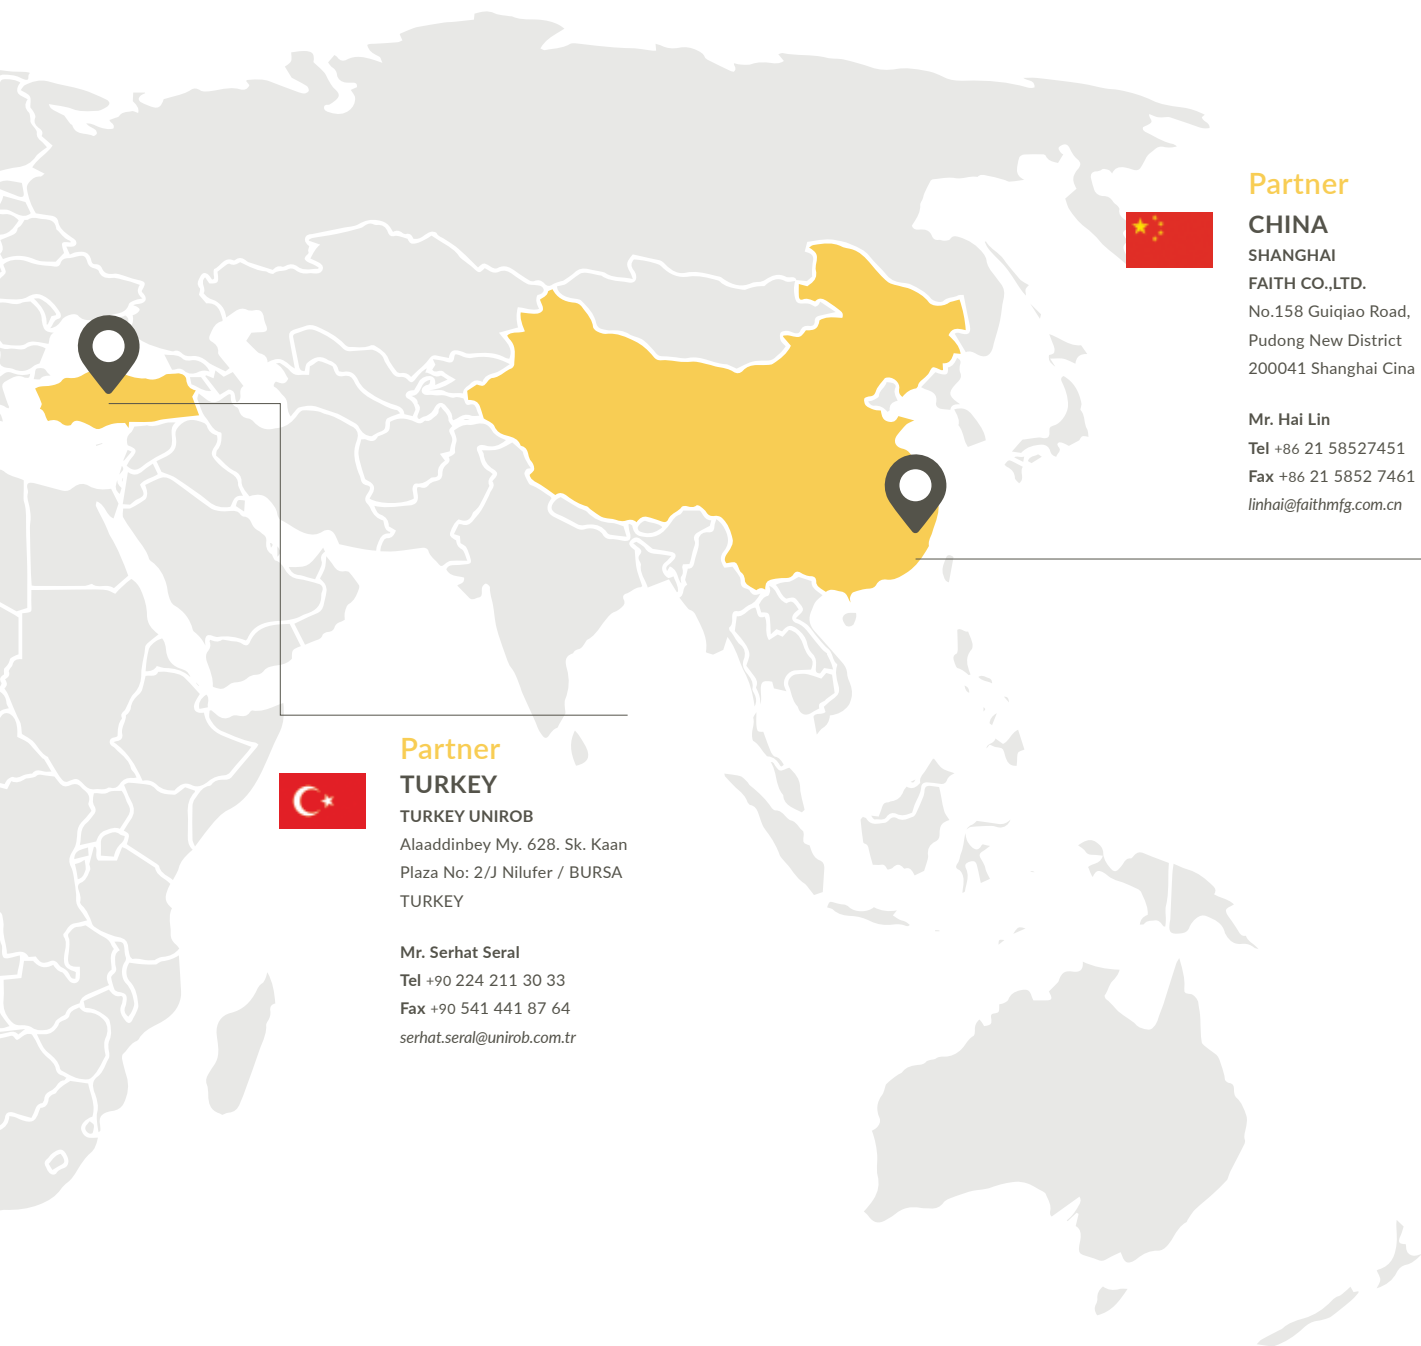 Partner
CHINA
SHANGHAI
FAITH CO.,LTD.
No.158 Guiqiao Road,
Pudong New District
200041 Shanghai Cina
Mr. Hai Lin
Tel +86 21 58527451
Fax +86 21 5852 7461
linhai@faithmfg.com.cn
Partner
TURKEY
TURKEY UNIROB
Alaaddinbey My. 628. Sk. Kaan
Plaza No: 2/J Nilufer / BURSA
TURKEY
Mr. Serhat Seral
Tel +90 224 211 30 33
Fax +90 541 441 87 64
serhat.seral@unirob.com.tr